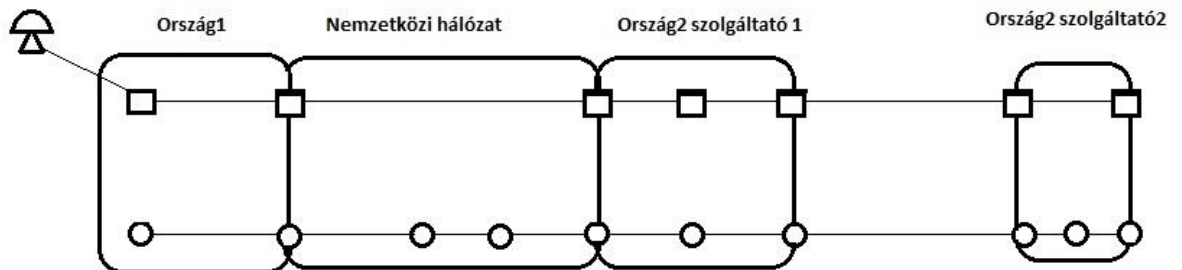 Ország1
Nemzetközi hálózat
Ország2 szolgáltató 1
Ország2 szolgáltató2